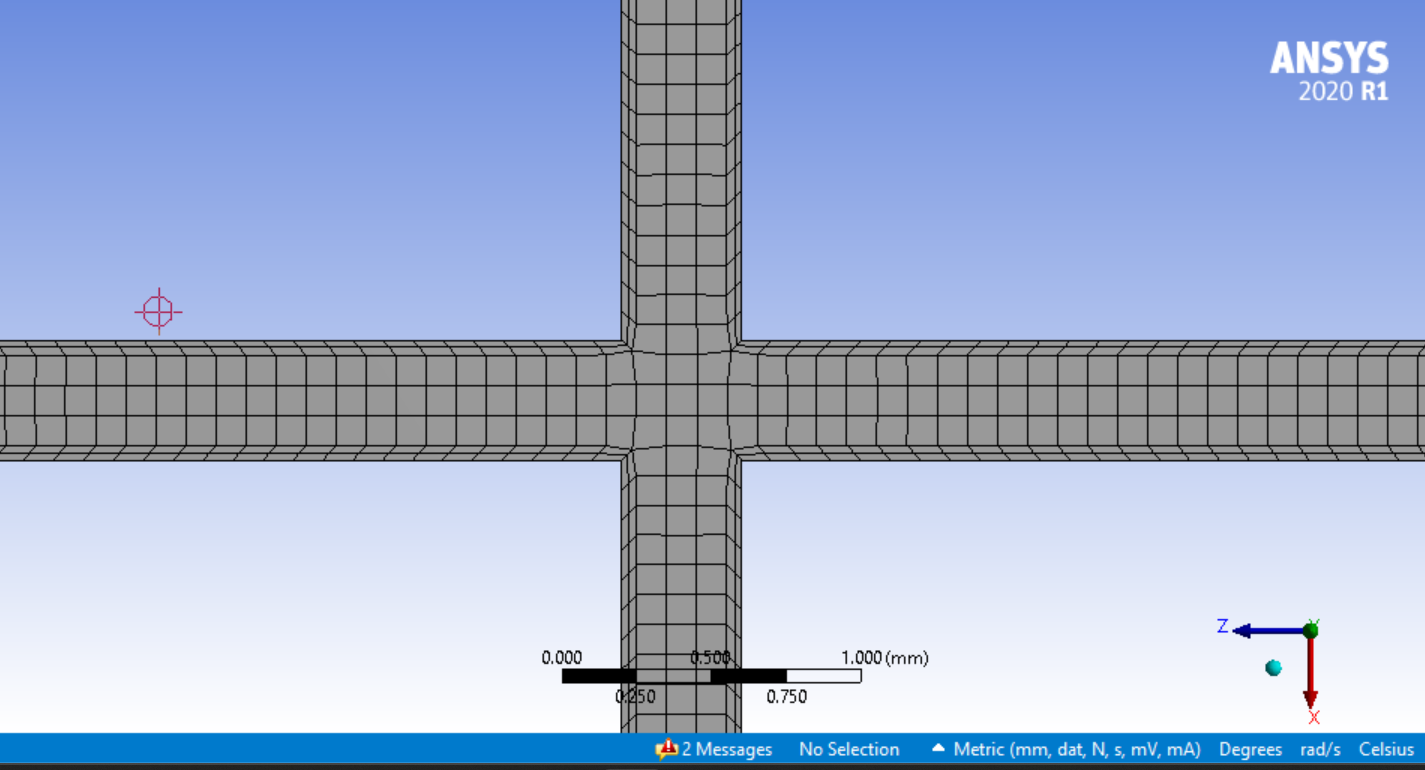 ANSYS
2020 R1
0.000 0.500 1.000 (mm)
0.250 0.750
Z
Y
X
2 Messages No Selection Metric (mm, dat, N, s, mV, mA) Degrees rad/s Celsius